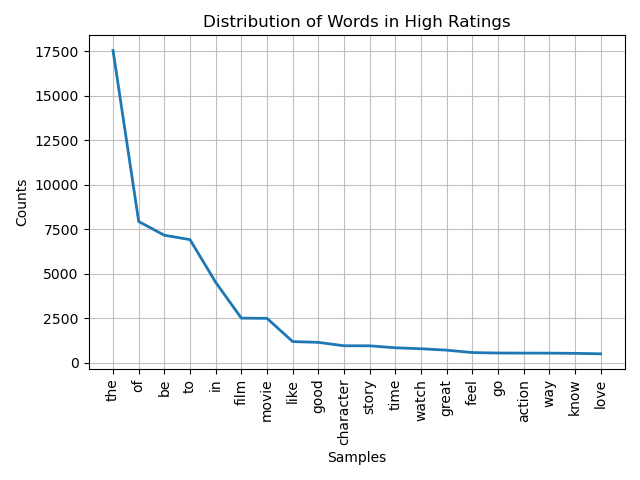 Distribution of Words in High Ratings
17500
15000
12500
10000
7500
5000
2500
0
Counts
the
of
be
to
in
film
movie
like
good
character
story
time
watch
great
feel
go
action
way
know
love
Samples